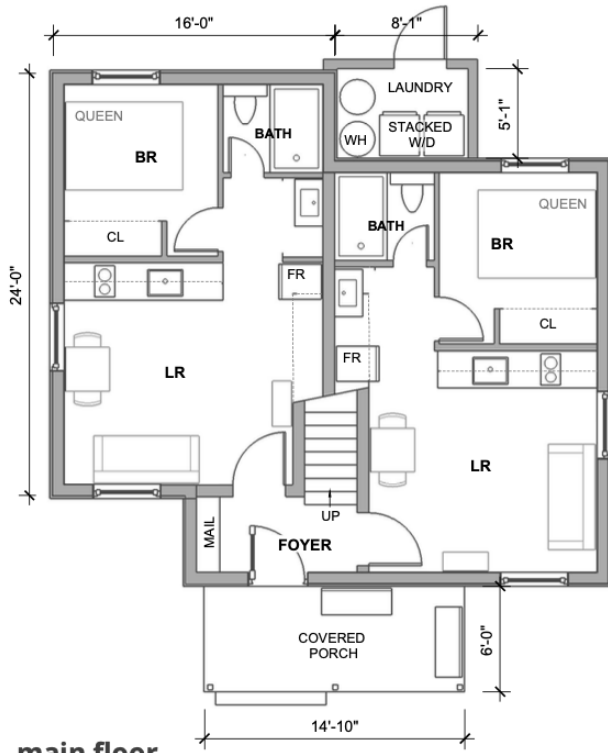 16'-0"
8'-1"
LAUNDRY
STACKED
W/D
WH
5'-1"
QUEEN
BATH
BR
CL
FR
24'-0"
LR
BATH
QUEEN
BR
CL
FR
LR
UP
MAIL
FOYER
COVERED
PORCH
6'-0"
14'-10"
main floor